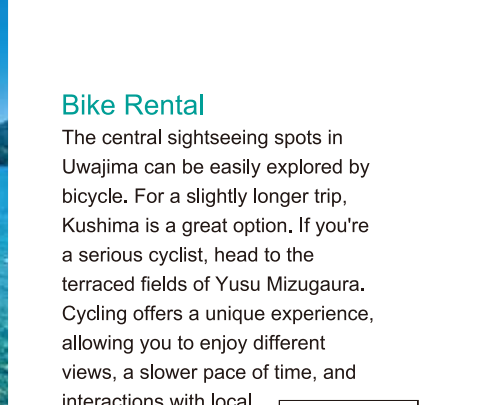 Bike Rental
The central sightseeing spots in
Uwajima can be easily explored by
bicycle. For a slightly longer trip,
Kushima is a great option. If you're
a serious cyclist, head to the
terraced fields of Yusu Mizugaura.
Cycling offers a unique experience,
allowing you to enjoy different
views, a slower pace of time, and
interactions with local